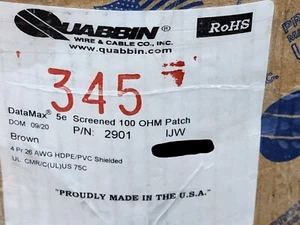 QUABBIN
WIRE & CABLE CO., INC.
www.quabbin.com
RoHS
345
DataMax® 5e Screened 100 OHM Patch
DOM 09/20 P/N: 2901 IJW
Brown
4 Pr 26 AWG HDPE/PVC Shielded
UL CMR/C(UL)US 75C
"PROUDLY MADE IN THE U.S.A."